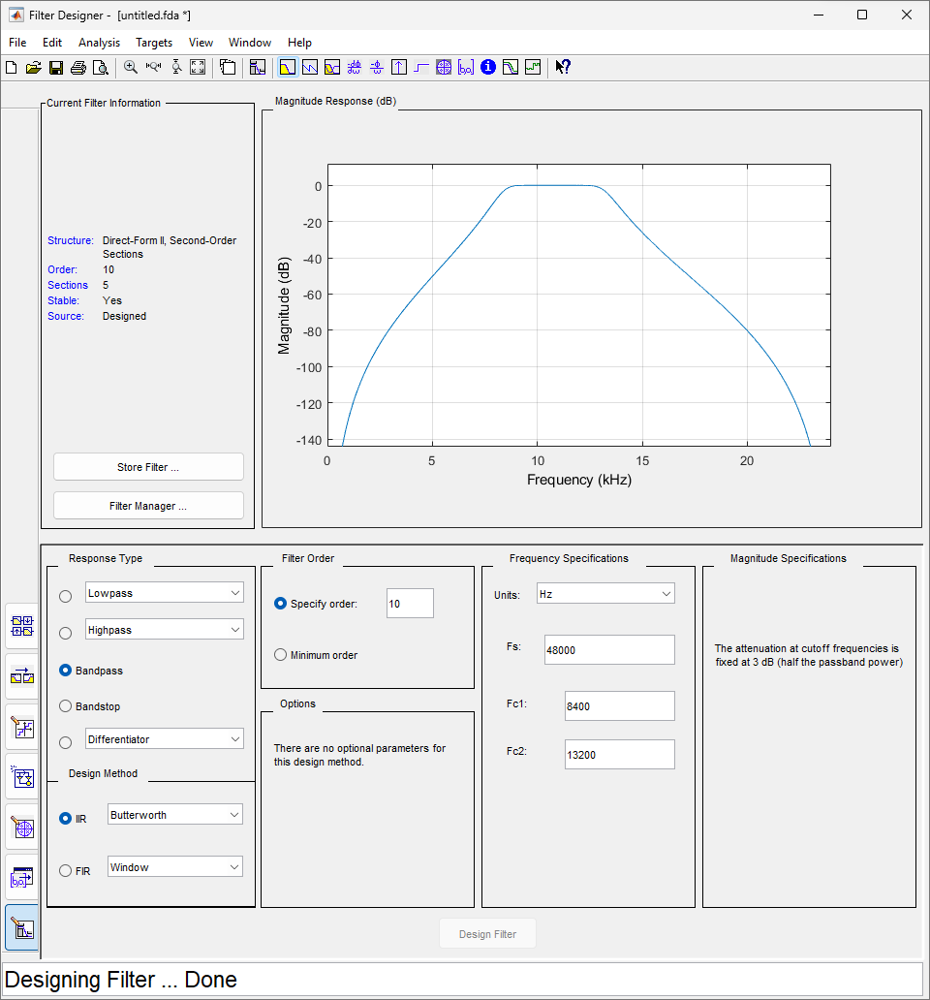 Filter Designer - [untitled.fda *]
File Edit Analysis Targets View Window Help
Current Filter Information
Structure: Direct-Form II, Second-Order
Sections
Order: 10
Sections 5
Stable: Yes
Source: Designed
Store Filter ...
Filter Manager ...
Magnitude Response (dB)
Magnitude (dB)
0
-20
-40
-60
-80
-100
-120
-140
0 5 10 15 20
Frequency (kHz)
Response Type
Lowpass
Highpass
Bandpass
Bandstop
Differentiator
Design Method
IIR Butterworth
FIR Window
Filter Order
Specify order: 10
Minimum order
Options
There are no optional parameters for
this design method.
Frequency Specifications
Units: Hz
Fs: 48000
Fc1: 8400
Fc2: 13200
Magnitude Specifications
The attenuation at cutoff frequencies is
fixed at 3 dB (half the passband power)
Design Filter
Designing Filter ... Done